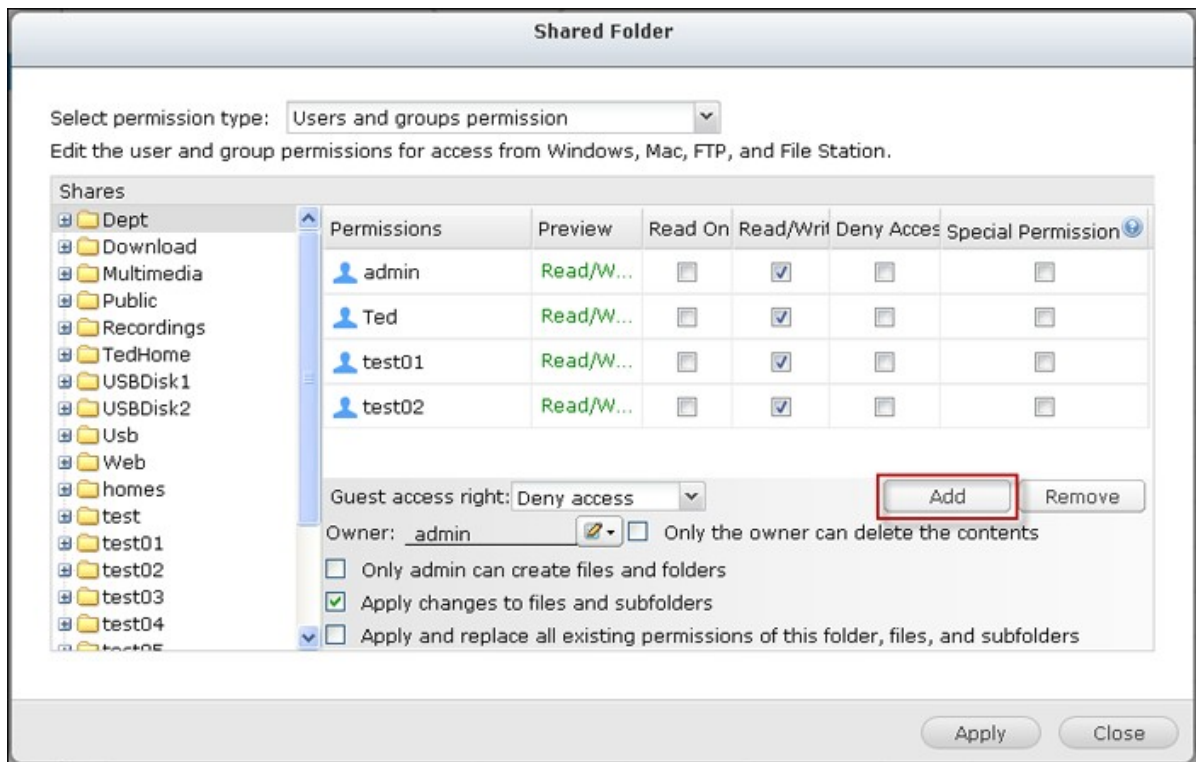 Shared Folder
Select permission type: Users and groups permission
Edit the user and group permissions for access from Windows, Mac, FTP, and File Station.
Shares
Dept
Download
Multimedia
Public
Recordings
TedHome
USBDisk1
USBDisk2
Usb
Web
homes
test
test01
test02
test03
test04
test05
Permissions Preview Read On Read/Writ Deny Acces Special Permission
admin Read/W...
Ted Read/W...
test01 Read/W...
test02 Read/W...
Guest access right: Deny access Add Remove
Owner: admin Only the owner can delete the contents
Only admin can create files and folders
Apply changes to files and subfolders
Apply and replace all existing permissions of this folder, files, and subfolders
Apply Close